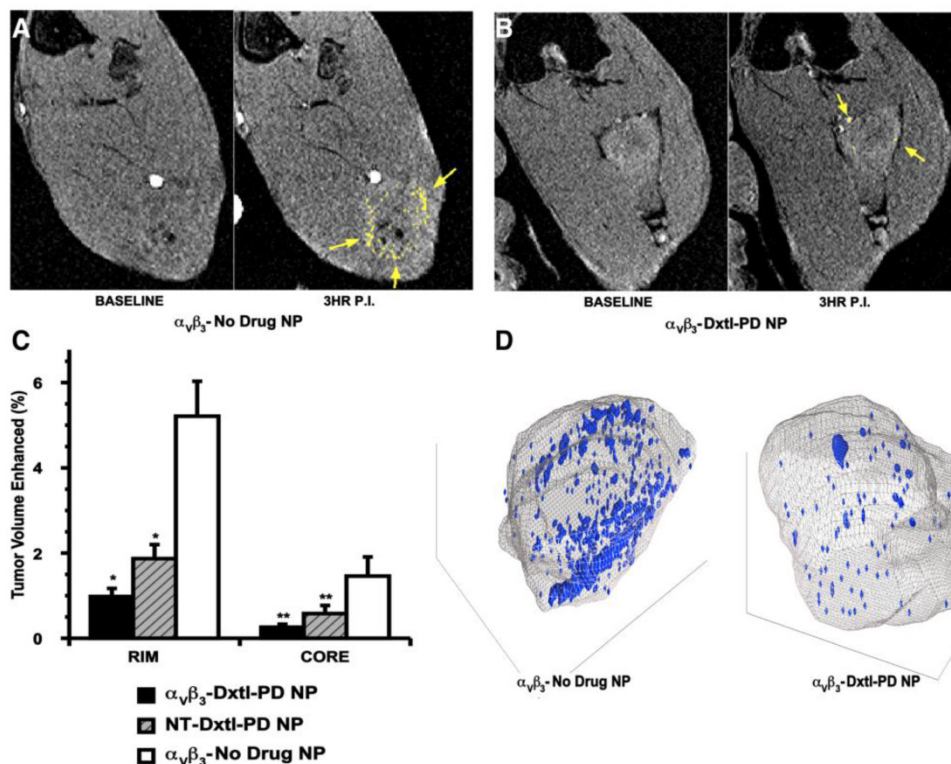 A
B
BASELINE 3HR P.I.
BASELINE 3HR P.I.
αvβ3-No Drug NP
αvβ3-Dxtl-PD NP
C
D
Tumor Volume Enhanced (%)
6
4
2
0
* * ** **
RIM CORE
αvβ3-Dxtl-PD NP
NT-Dxtl-PD NP
αvβ3-No Drug NP
αvβ3-No Drug NP
αvβ3-Dxtl-PD NP